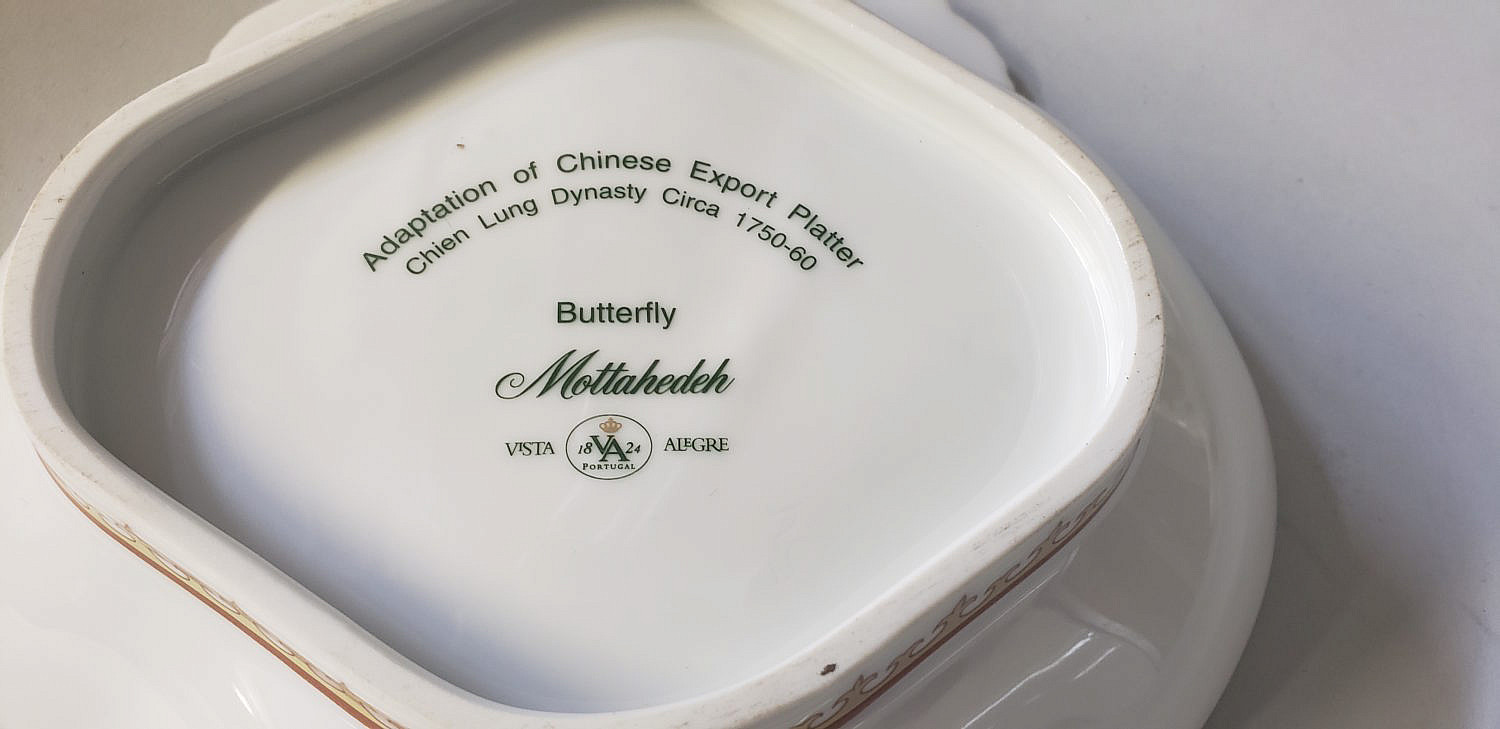 Adaptation of Chinese Export Platter
Chien Lung Dynasty Circa 1750-60
Butterfly
Mottahedeh
VISTA 18 VA 24 ALEGRE
PORTUGAL